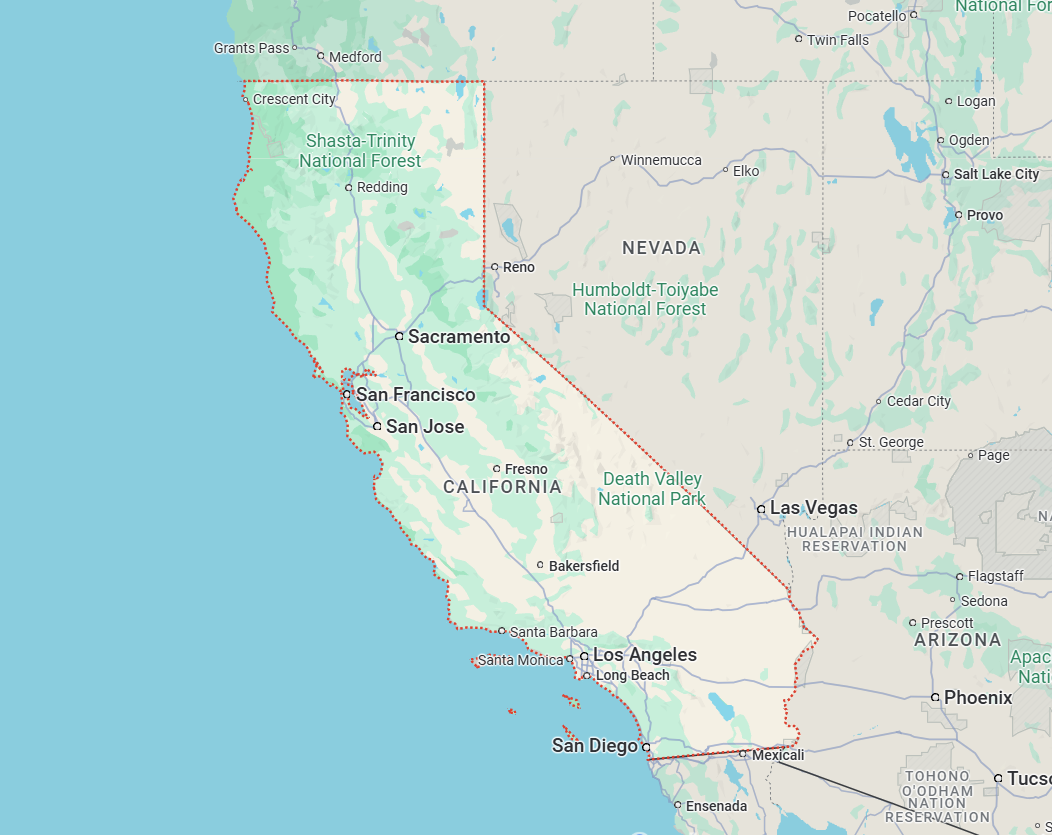 National For
Pocatello
Twin Falls
Grants Pass
Medford
Crescent City
Logan
Shasta-Trinity
National Forest
Ogden
Winnemucca
Elko
Salt Lake City
Redding
Provo
NEVADA
Reno
Humboldt-Toiyabe
National Forest
Sacramento
San Francisco
Cedar City
San Jose
St. George
Page
Fresno
CALIFORNIA
Death Valley
National Park
Las Vegas
NA
HUALAPAI INDIAN
RESERVATION
Bakersfield
Flagstaff
Sedona
Prescott
ARIZONA
Santa Barbara
Santa Monica
Los Angeles
Long Beach
Apac
Nati
Phoenix
San Diego
Mexicali
TOHONO
O'ODHAM
NATION
RESERVATION
Tucs
Ensenada
S